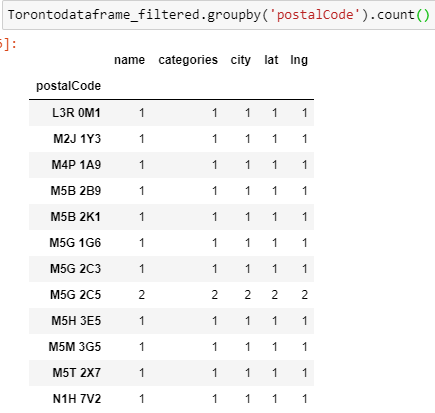 Torontodataframe_filtered.groupby('postalCode').count()
]:
name categories city lat lng
postalCode
L3R 0M1 1 1 1 1 1
M2J 1Y3 1 1 1 1 1
M4P 1A9 1 1 1 1 1
M5B 2B9 1 1 1 1 1
M5B 2K1 1 1 1 1 1
M5G 1G6 1 1 1 1 1
M5G 2C3 1 1 1 1 1
M5G 2C5 2 2 2 2 2
M5H 3E5 1 1 1 1 1
M5M 3G5 1 1 1 1 1
M5T 2X7 1 1 1 1 1
N1H 7V2 1 1 1 1 1